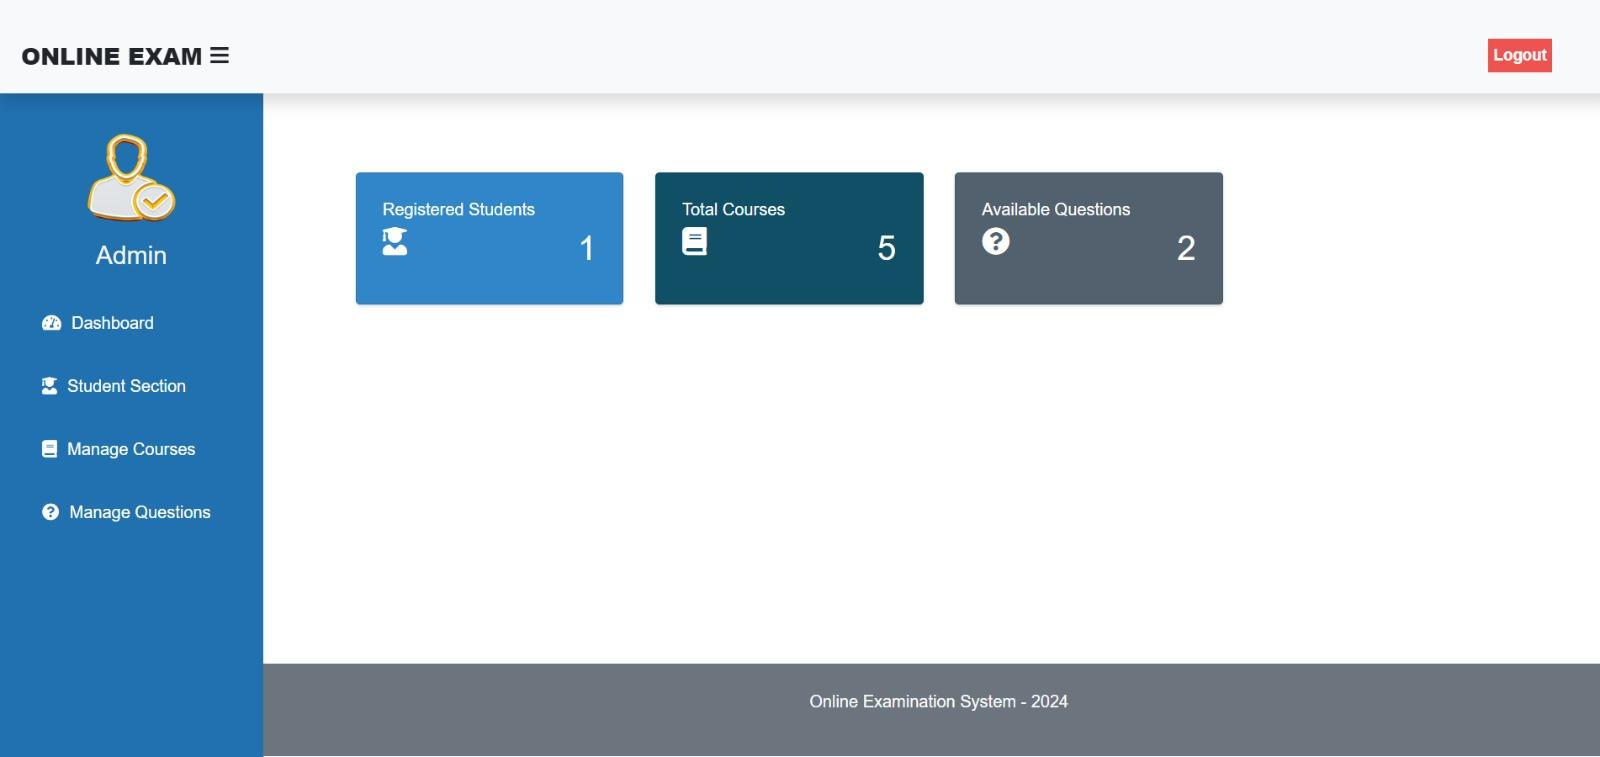 ONLINE EXAM
Logout
Admin
Dashboard
Student Section
Manage Courses
Manage Questions
Registered Students
1
Total Courses
5
Available Questions
2
Online Examination System - 2024